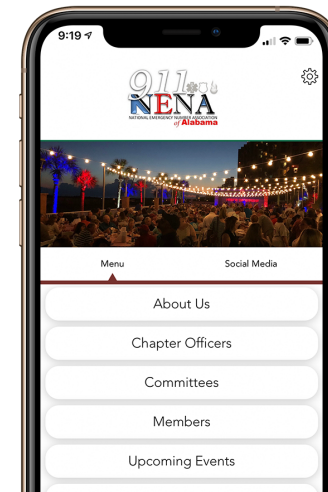 9:19
911
NENA
NATIONAL EMERGENCY NUMBER ASSOCIATION
of Alabama
Menu
Social Media
About Us
Chapter Officers
Committees
Members
Upcoming Events